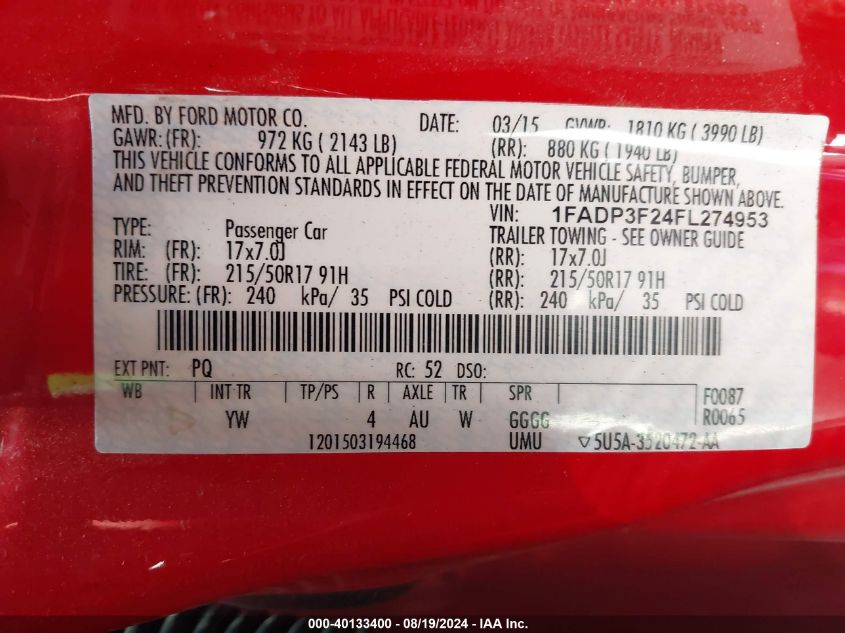 MFD. BY FORD MOTOR CO. DATE: 03/15 GVWR: 1810 KG ( 3990 LB)
GAWR: (FR): 972 KG ( 2143 LB) (RR): 880 KG ( 1940 LB)
THIS VEHICLE CONFORMS TO ALL APPLICABLE FEDERAL MOTOR VEHICLE SAFETY, BUMPER,
AND THEFT PREVENTION STANDARDS IN EFFECT ON THE DATE OF MANUFACTURE SHOWN ABOVE.
VIN: 1FADP3F24FL274953
TYPE: Passenger Car TRAILER TOWING - SEE OWNER GUIDE
RIM: (FR): 17x7.0J (RR): 17x7.0J
TIRE: (FR): 215/50R17 91H (RR): 215/50R17 91H
PRESSURE: (FR): 240 kPa/ 35 PSI COLD (RR): 240 kPa/ 35 PSI COLD
EXT PNT: PQ RC: 52 DSO:
WB INT TR TP/PS R AXLE TR SPR F0087
YW 4 AU W GGGG R0065
1201503194468 UMU 5U5A-3520472-AA
000-40133400 - 08/19/2024 - IAA Inc.